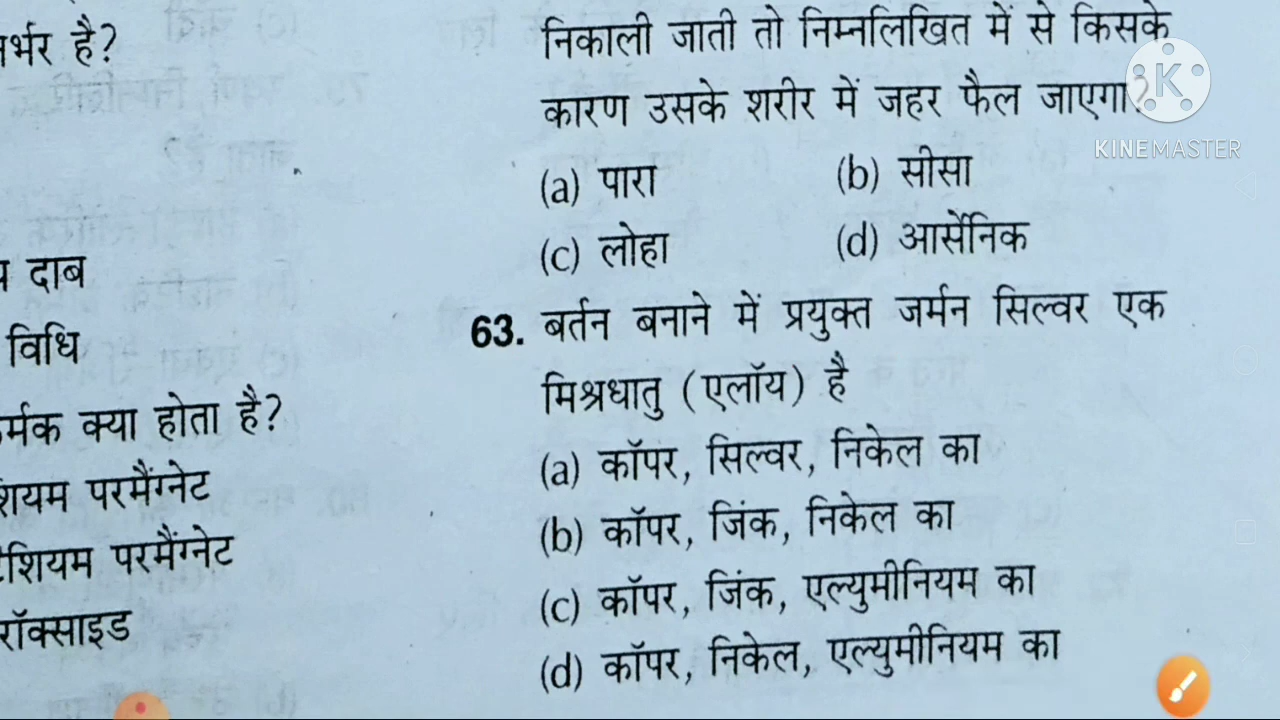 र्भर है?
दाब
विधि
र्मक क्या होता है?
शियम परमैंग्नेट
टेशियम परमैंग्नेट
रॉक्साइड
निकाली जाती तो निम्नलिखित में से किसके
कारण उसके शरीर में जहर फैल जाएगा?
(a) पारा (b) सीसा
(c) लोहा (d) आर्सेनिक
63. बर्तन बनाने में प्रयुक्त जर्मन सिल्वर एक
मिश्रधातु (एलॉय) है
(a) कॉपर, सिल्वर, निकेल का
(b) कॉपर, जिंक, निकेल का
(c) कॉपर, जिंक, एल्युमीनियम का
(d) कॉपर, निकेल, एल्युमीनियम का
K
KINEMASTER